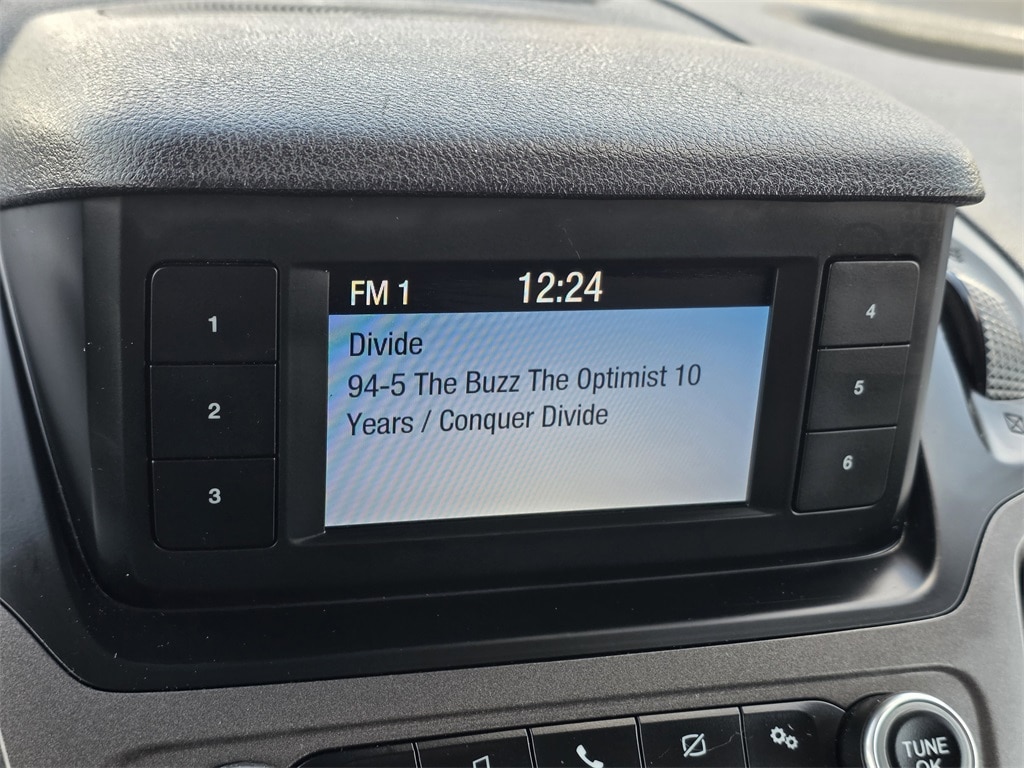 FM 1 12:24
Divide
94-5 The Buzz The Optimist 10
Years / Conquer Divide
1
2
3
4
5
6
TUNE
OK